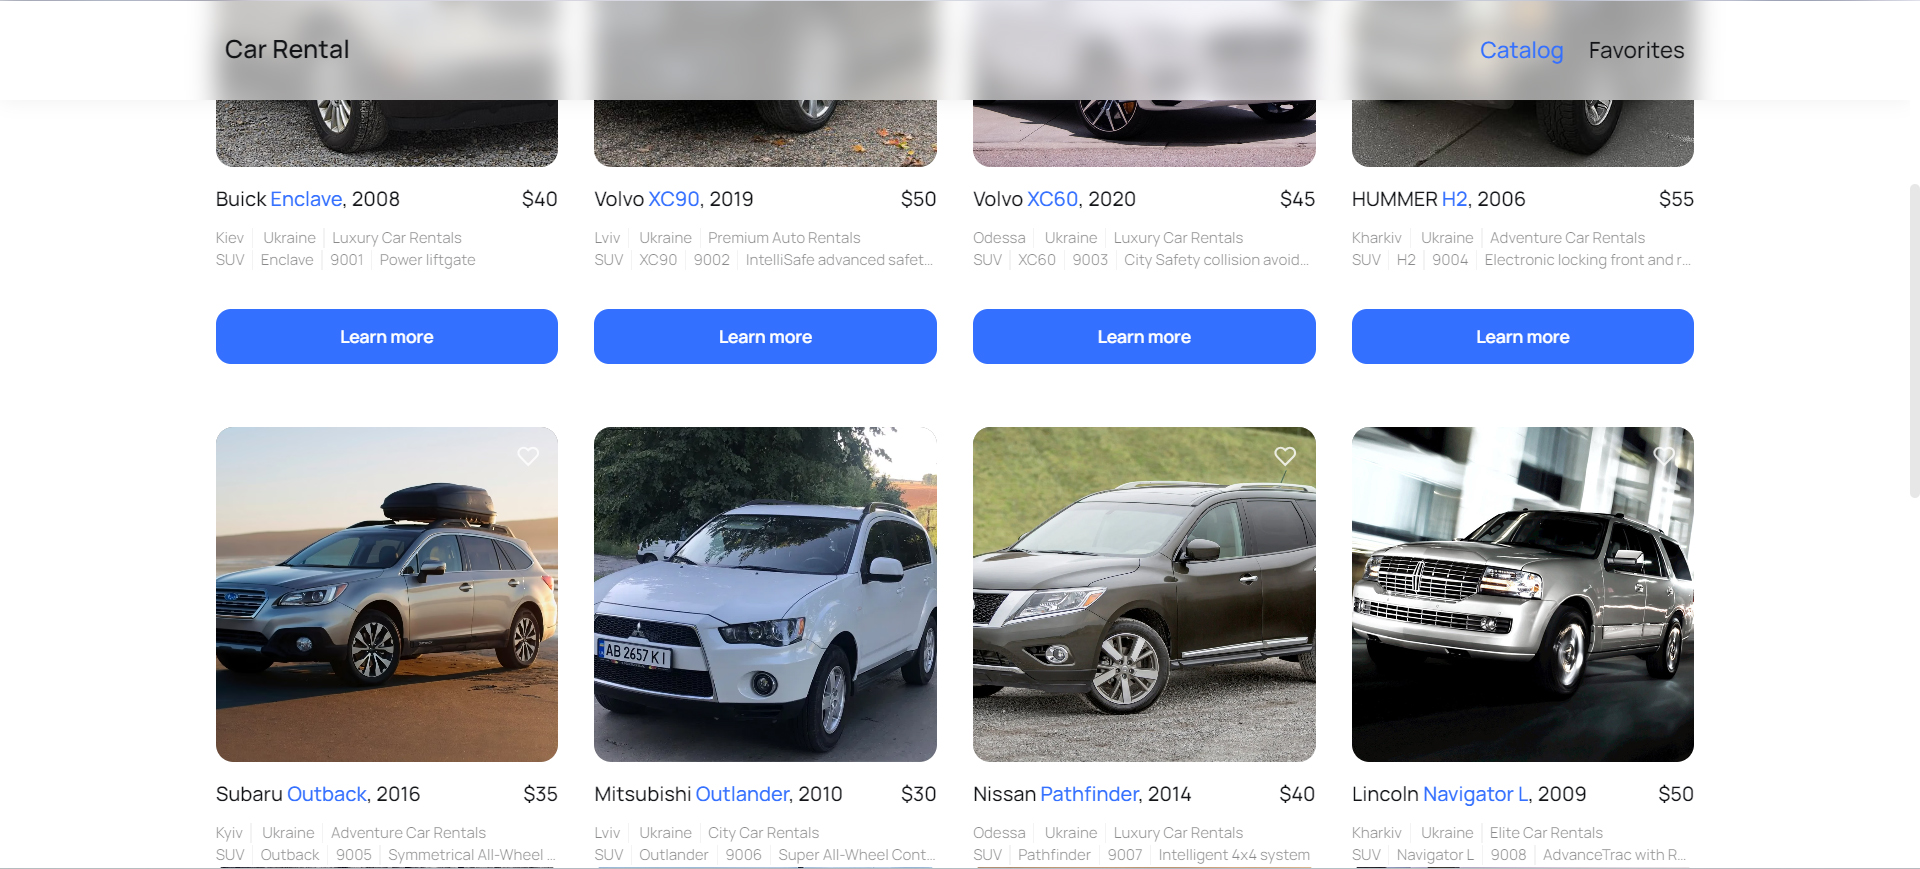 Car Rental
Catalog Favorites
Buick Enclave, 2008 $40
Kiev Ukraine Luxury Car Rentals
SUV Enclave 9001 Power liftgate
Learn more
Volvo XC90, 2019 $50
Lviv Ukraine Premium Auto Rentals
SUV XC90 9002 IntelliSafe advanced safet...
Learn more
Volvo XC60, 2020 $45
Odessa Ukraine Luxury Car Rentals
SUV XC60 9003 City Safety collision avoid...
Learn more
HUMMER H2, 2006 $55
Kharkiv Ukraine Adventure Car Rentals
SUV H2 9004 Electronic locking front and r...
Learn more
Subaru Outback, 2016 $35
Kyiv Ukraine Adventure Car Rentals
SUV Outback 9005 Symmetrical All-Wheel ...
AB 2657 KI
Mitsubishi Outlander, 2010 $30
Lviv Ukraine City Car Rentals
SUV Outlander 9006 Super All-Wheel Cont...
Nissan Pathfinder, 2014 $40
Odessa Ukraine Luxury Car Rentals
SUV Pathfinder 9007 Intelligent 4x4 system
Lincoln Navigator L, 2009 $50
Kharkiv Ukraine Elite Car Rentals
SUV Navigator L 9008 AdvanceTrac with R...